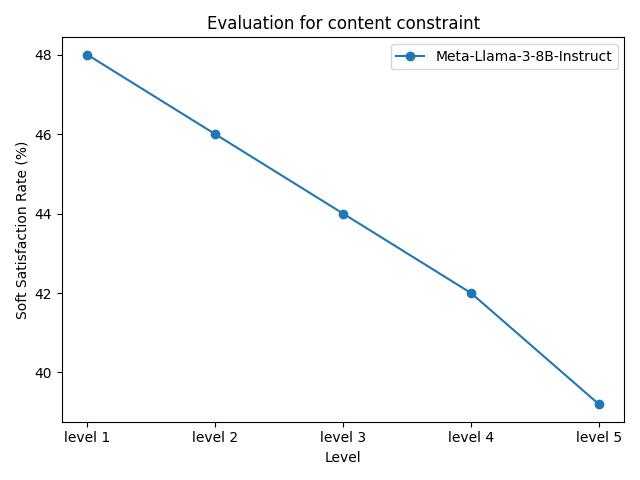 Evaluation for content constraint
Meta-Llama-3-8B-Instruct
Soft Satisfaction Rate (%)
48
46
44
42
40
level 1 level 2 level 3 level 4 level 5
Level